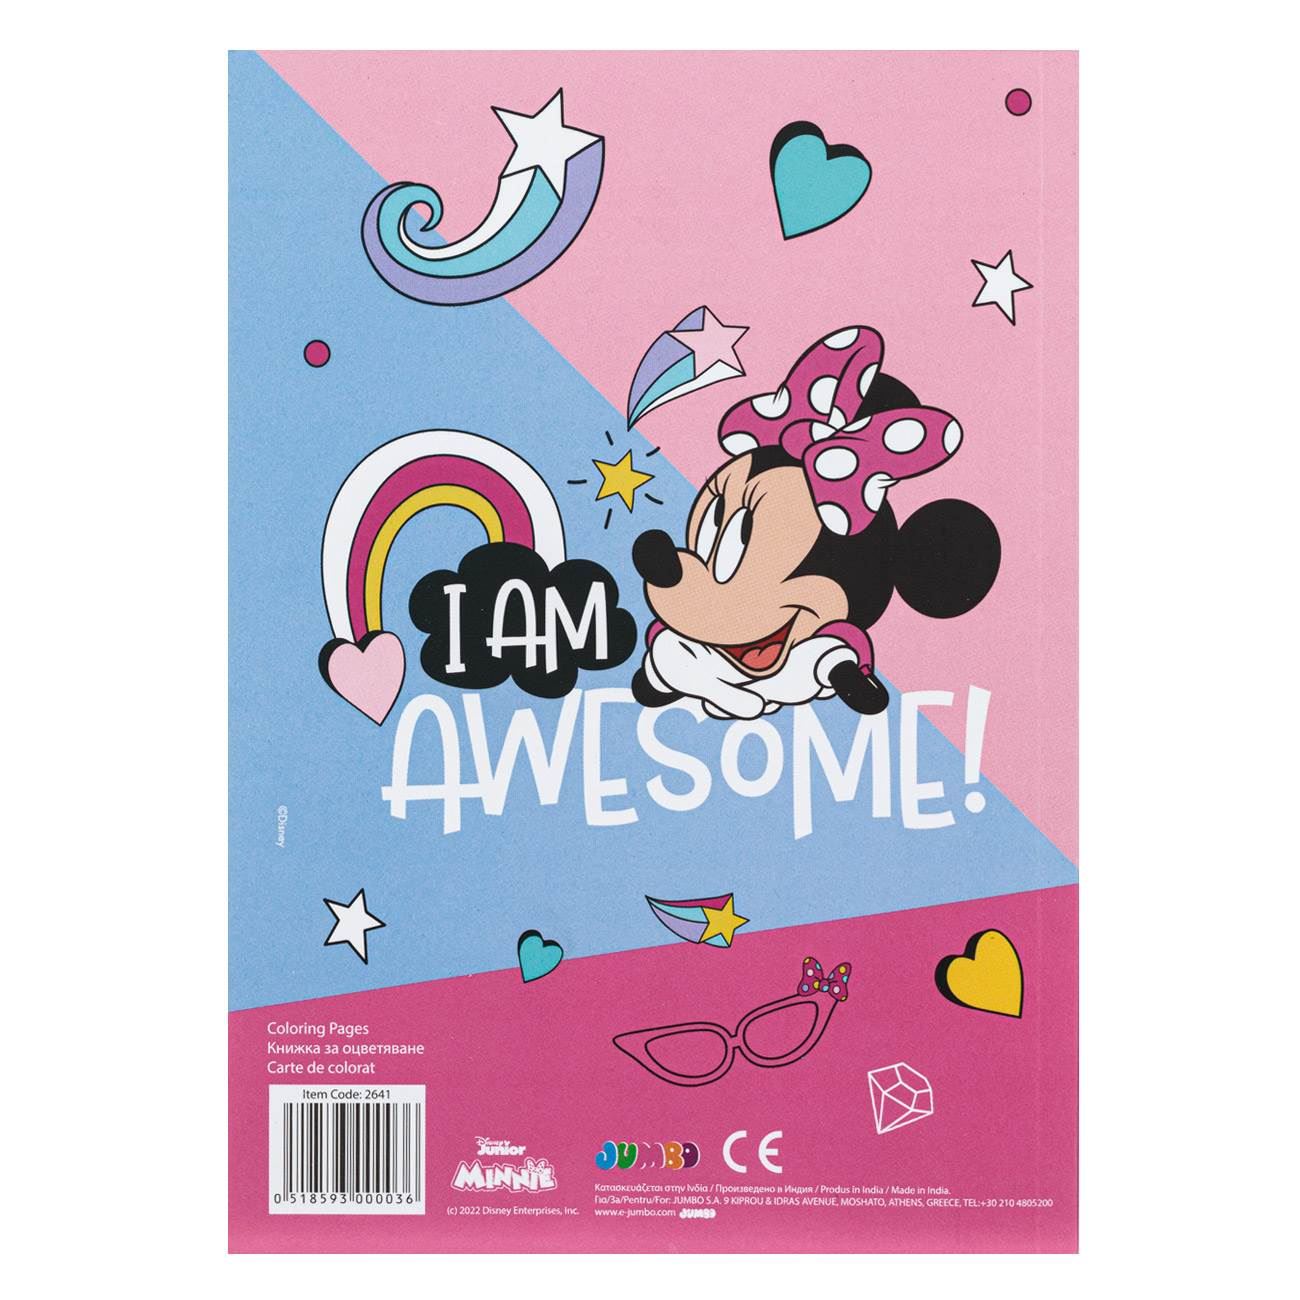 I AM
AWESOME!
©Disney
Coloring Pages
Книжка за оцветяване
Carte de colorat
Item Code: 2641
0 518593 000036
Disney
Junior
MINNIE
(c) 2022 Disney Enterprises, Inc.
JUMBO CE
Κατασκευάζεται στην Ινδία / Произведено в Индия / Produs în India / Made in India.
Για/За/Pentru/For: JUMBO S.A. 9 KIPROU & IDRAS AVENUE, MOSHATO, ATHENS, GREECE, TEL:+30 210 4805200
www.e-jumbo.com JUMBO